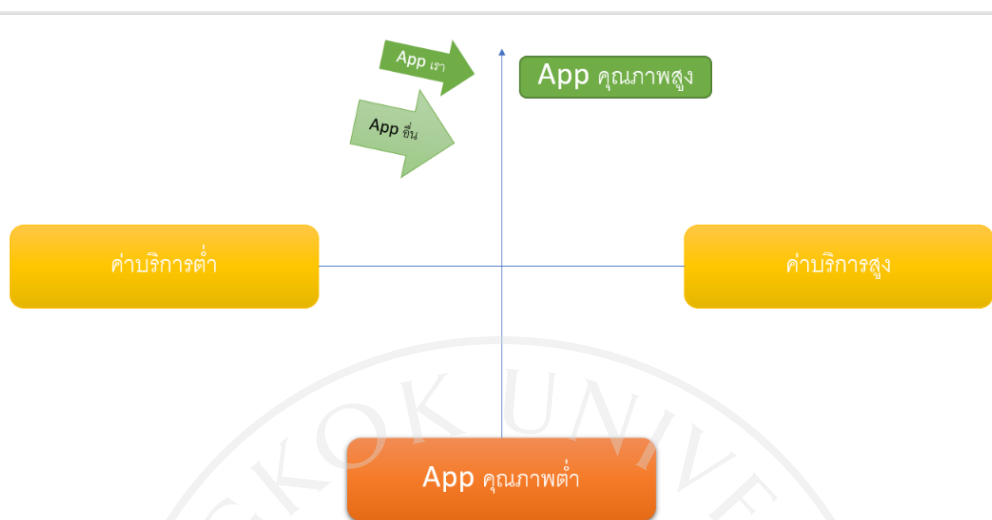 App เรา
App คุณภาพสูง
App อื่น
ค่าบริการต่ำ
ค่าบริการสูง
GKOK UNIVE
App คุณภาพต่ำ